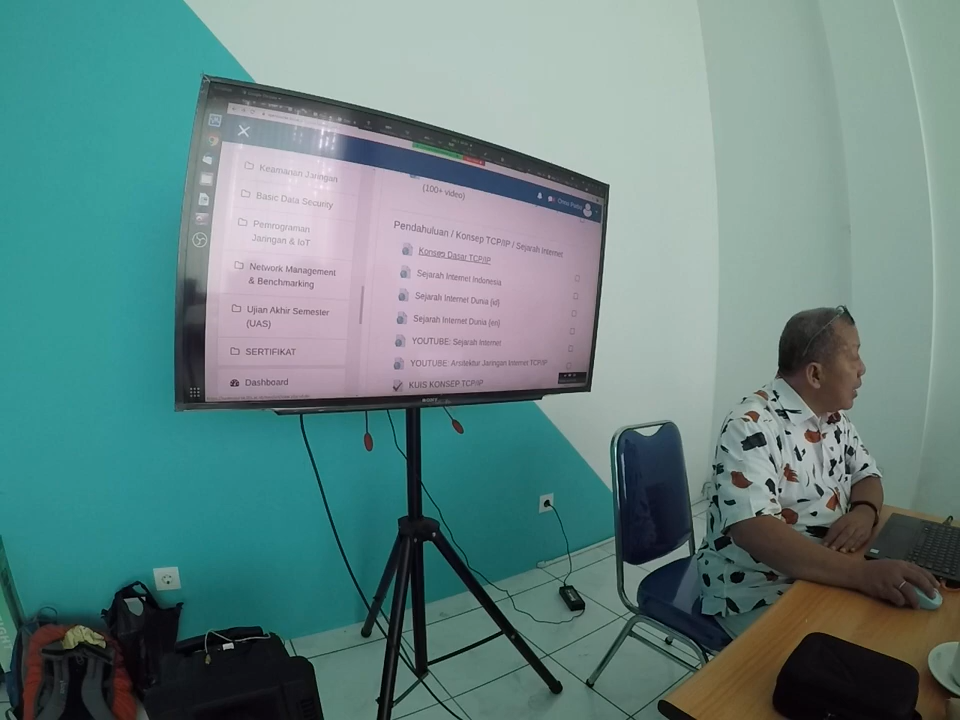 Keamanan Jaringan
Basic Data Security
Pemrograman
Jaringan & IoT
Network Management
& Benchmarking
Ujian Akhir Semester
(UAS)
SERTIFIKAT
Dashboard
(100+ video)
Pendahuluan / Konsep TCP/IP / Sejarah Internet
Konsep Dasar TCP/IP
Sejarah Internet Indonesia
Sejarah Internet Dunia {id}
Sejarah Internet Dunia {en}
YOUTUBE: Sejarah Internet
YOUTUBE: Arsitektur Jaringan Internet TCP/IP
KUIS KONSEP TCP/IP
SONY